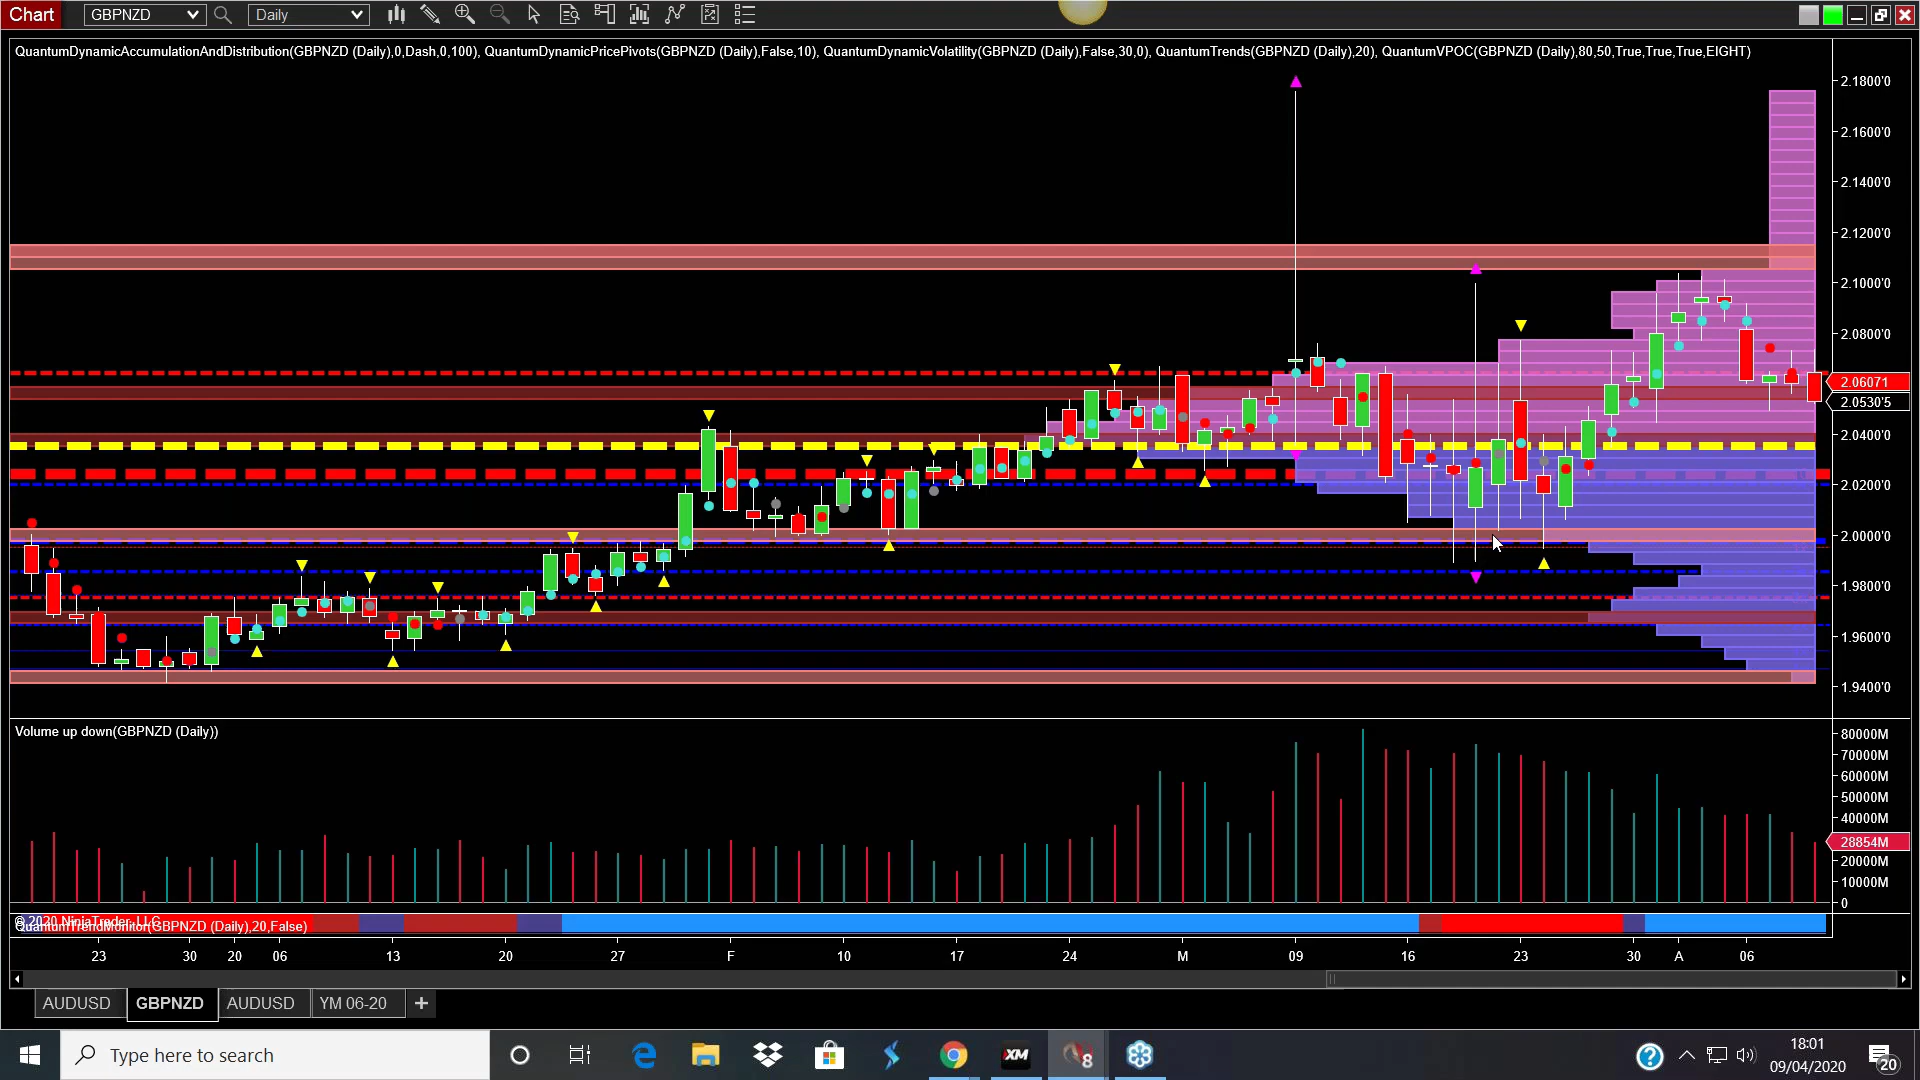 Chart GBPNZD Daily
QuantumDynamicAccumulationAndDistribution(GBPNZD (Daily),0,Dash,0,100), QuantumDynamicPricePivots(GBPNZD (Daily),False,10), QuantumDynamicVolatility(GBPNZD (Daily),False,30,0), QuantumTrends(GBPNZD (Daily),20), QuantumVPOC(GBPNZD (Daily),80,50,True,True,True,EIGHT)
2.1800'0
2.1600'0
2.1400'0
2.1200'0
2.1000'0
2.0800'0
2.06071
2.0530'5
2.0400'0
2.0200'0
2.0000'0
1.9800'0
1.9600'0
1.9400'0
Volume up down(GBPNZD (Daily))
80000M
70000M
60000M
50000M
40000M
28854M
20000M
10000M
0
© 2020 NinjaTrader, LLC
QuantumTrendMonitor(GBPNZD (Daily),20,False)
23 30 20 06 13 20 27 F 10 17 24 M 09 16 23 30 A 06
AUDUSD GBPNZD AUDUSD YM 06-20 +
Type here to search
XM
8
18:01
09/04/2020
20